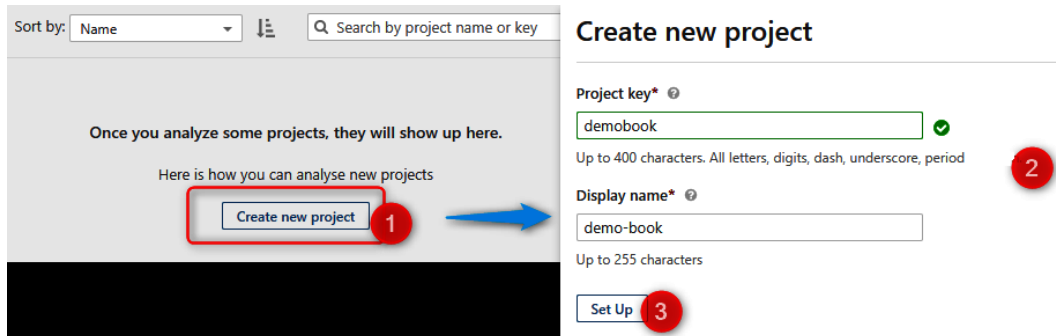 Sort by:
Name
Search by project name or key
Once you analyze some projects, they will show up here.
Here is how you can analyse new projects
Create new project
1
Create new project
Project key*
demobook
Up to 400 characters. All letters, digits, dash, underscore, period
2
Display name*
demo-book
Up to 255 characters
Set Up
3